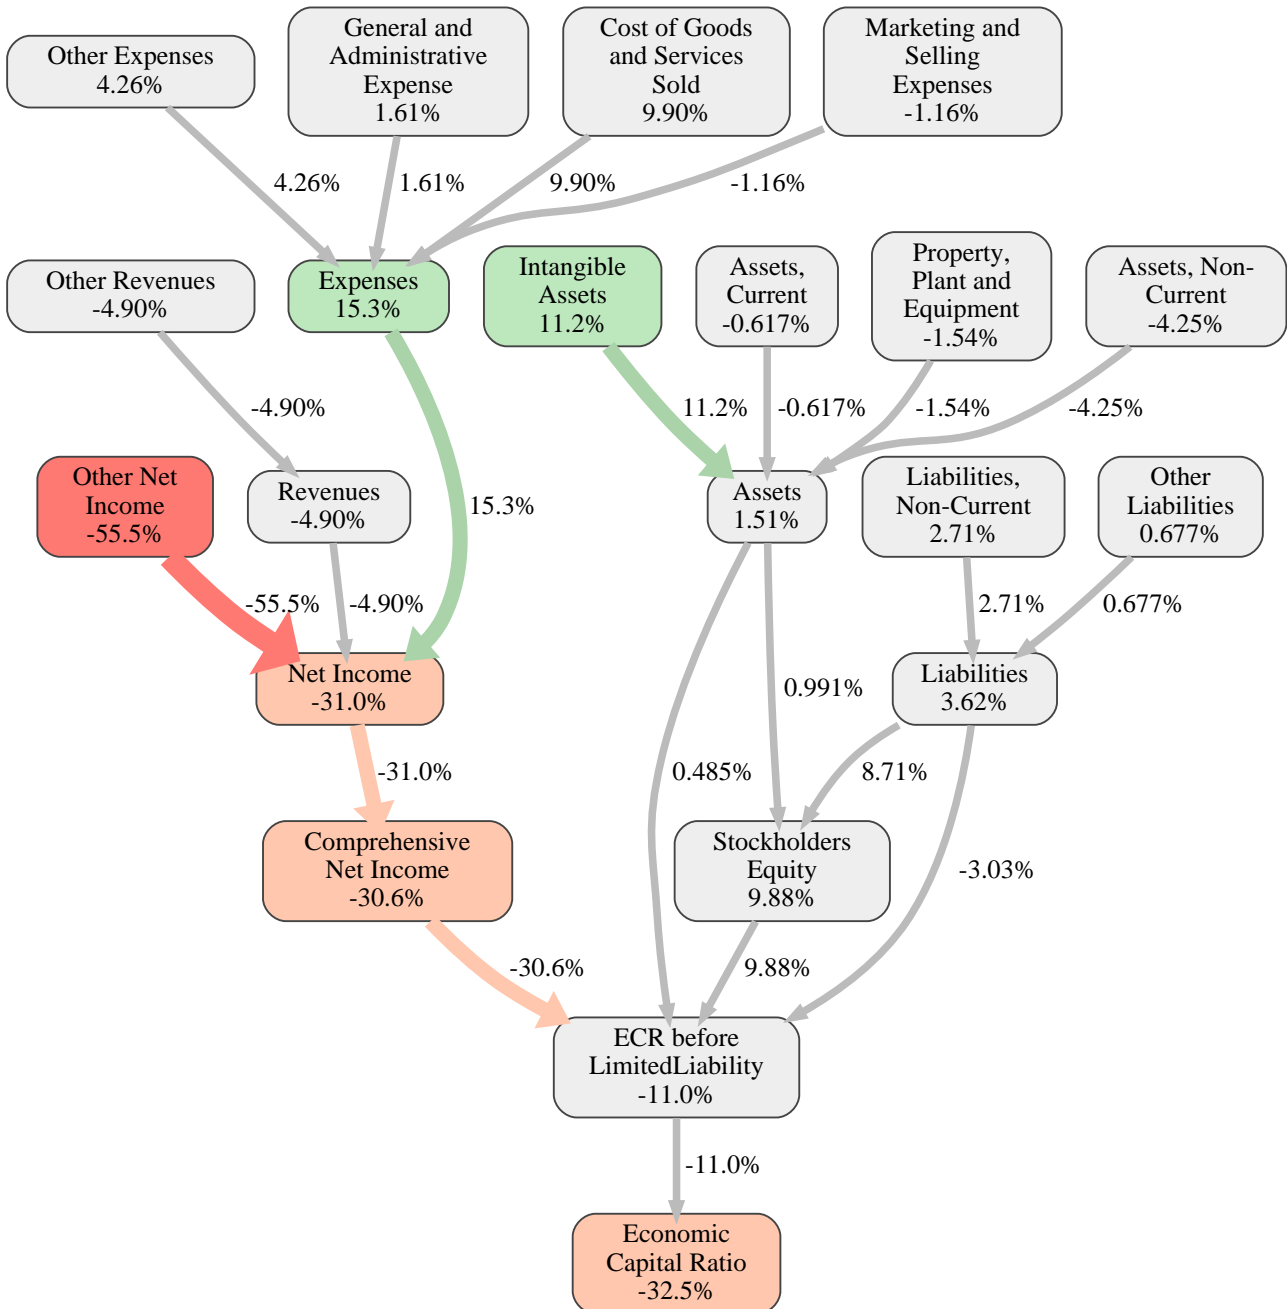 Other Expenses
4.26%
General and
Administrative
Expense
1.61%
Cost of Goods
and Services
Sold
9.90%
Marketing and
Selling
Expenses
-1.16%
4.26%
1.61%
9.90%
-1.16%
Other Revenues
-4.90%
Expenses
15.3%
Intangible
Assets
11.2%
Assets,
Current
-0.617%
Property,
Plant and
Equipment
-1.54%
Assets, Non-
Current
-4.25%
-4.90%
11.2%
-0.617%
-1.54%
-4.25%
Other Net
Income
-55.5%
Revenues
-4.90%
15.3%
Assets
1.51%
Liabilities,
Non-Current
2.71%
Other
Liabilities
0.677%
-55.5%
-4.90%
2.71%
0.677%
Net Income
-31.0%
0.991%
Liabilities
3.62%
-31.0%
0.485%
8.71%
Comprehensive
Net Income
-30.6%
Stockholders
Equity
9.88%
-3.03%
-30.6%
9.88%
ECR before
LimitedLiability
-11.0%
-11.0%
Economic
Capital Ratio
-32.5%